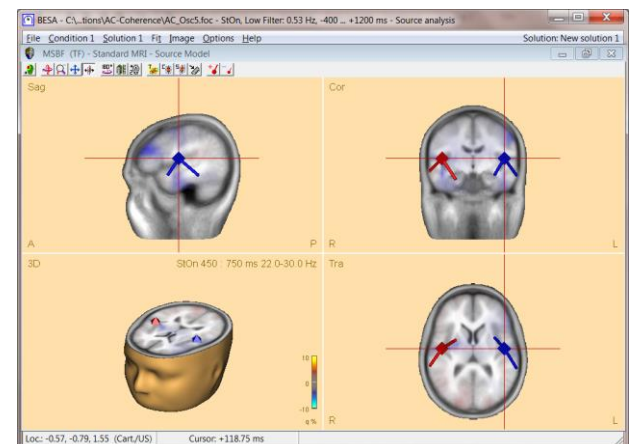 BESA - C:\...tions\AC-Coherence\AC_Osc5.foc - StOn, Low Filter: 0.53 Hz, -400 ... +1200 ms - Source analysis
File Condition 1 Solution 1 Fit Image Options Help Solution: New solution 1
MSBF (TF) - Standard MRI - Source Model
Sag Cor
A P R L
3D StOn 450 : 750 ms 22.0-30.0 Hz Tra
10
0
-10
q% R L
Loc.: -0.57, -0.79, 1.55 (Cart./US) Cursor: +118.75 ms